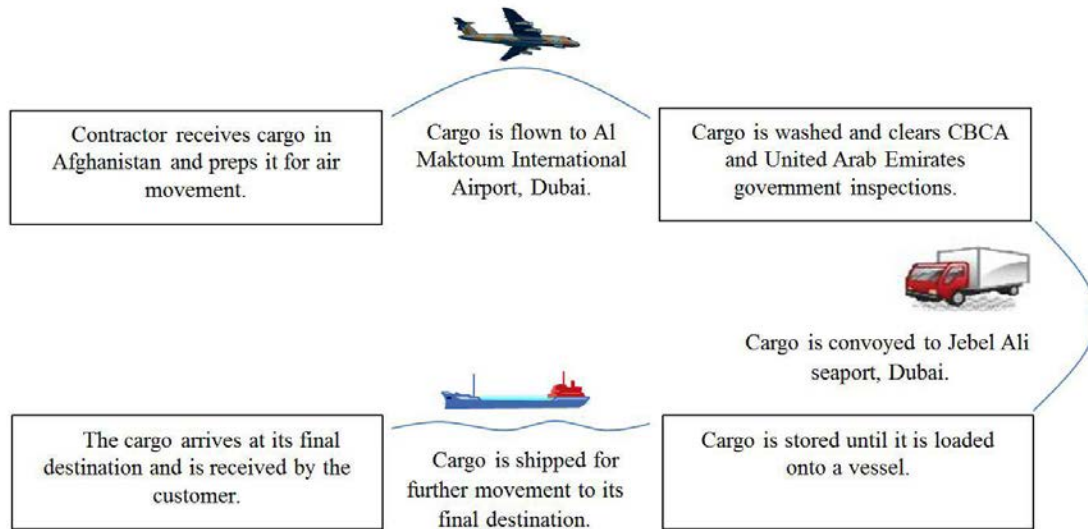 Contractor receives cargo in
Afghanistan and preps it for air
movement.
Cargo is flown to Al
Maktoum International
Airport, Dubai.
Cargo is washed and clears CBCA
and United Arab Emirates
government inspections.
Cargo is convoyed to Jebel Ali
seaport, Dubai.
Cargo is stored until it is loaded
onto a vessel.
Cargo is shipped for
further movement to its
final destination.
The cargo arrives at its final
destination and is received by the
customer.